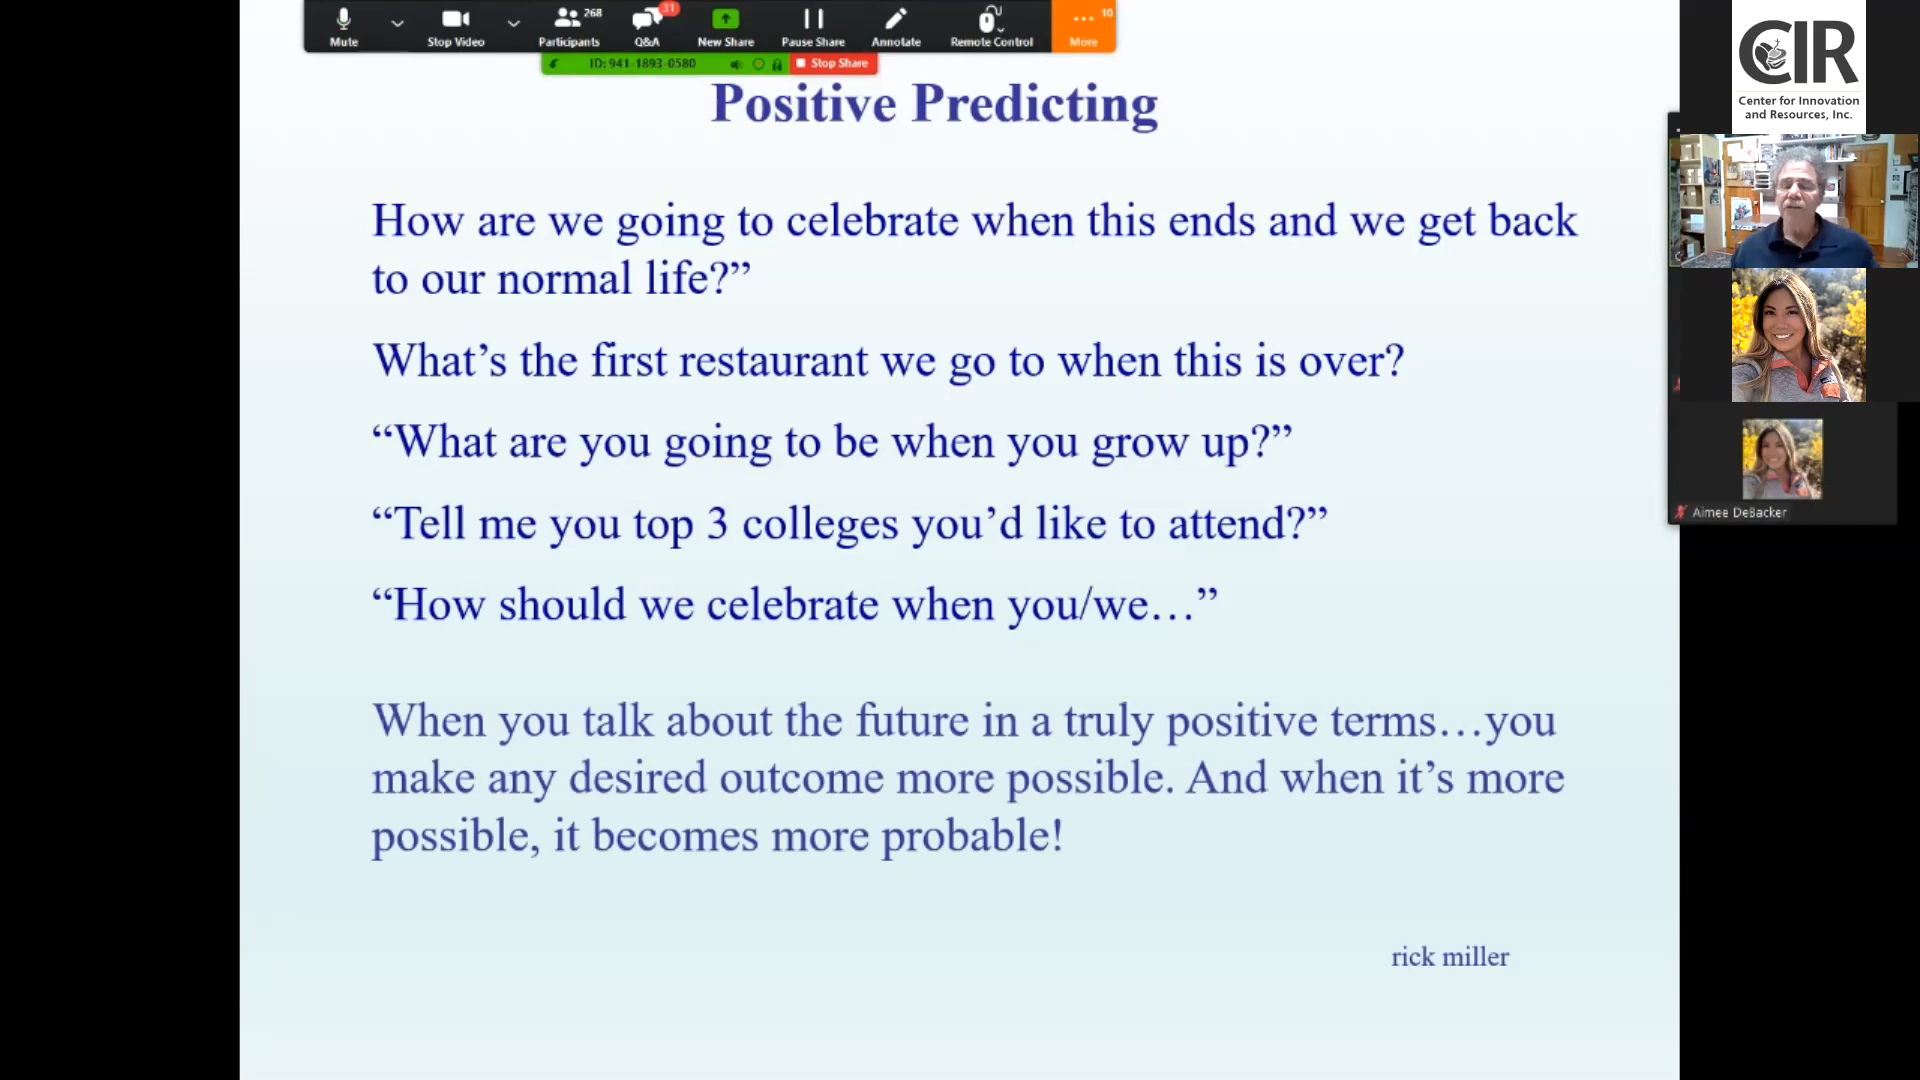 Mute
Stop Video
Participants
268
Q&A
31
New Share
Pause Share
Annotate
Remote Control
More
10
ID: 941-1893-0580
Stop Share
Positive Predicting
How are we going to celebrate when this ends and we get back
to our normal life?”
What’s the first restaurant we go to when this is over?
“What are you going to be when you grow up?”
“Tell me you top 3 colleges you’d like to attend?”
“How should we celebrate when you/we…”
When you talk about the future in a truly positive terms…you
make any desired outcome more possible. And when it’s more
possible, it becomes more probable!
rick miller
CIR
Center for Innovation
and Resources, Inc.
Aimee DeBacker